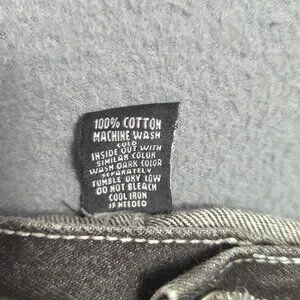 100% COTTON
MACHINE WASH
COLD
INSIDE OUT WITH
SIMILAR COLOR
WASH DARK COLOR
SEPARATELY
TUMBLE DRY LOW
DO NOT BLEACH
COOL IRON
IF NEEDED